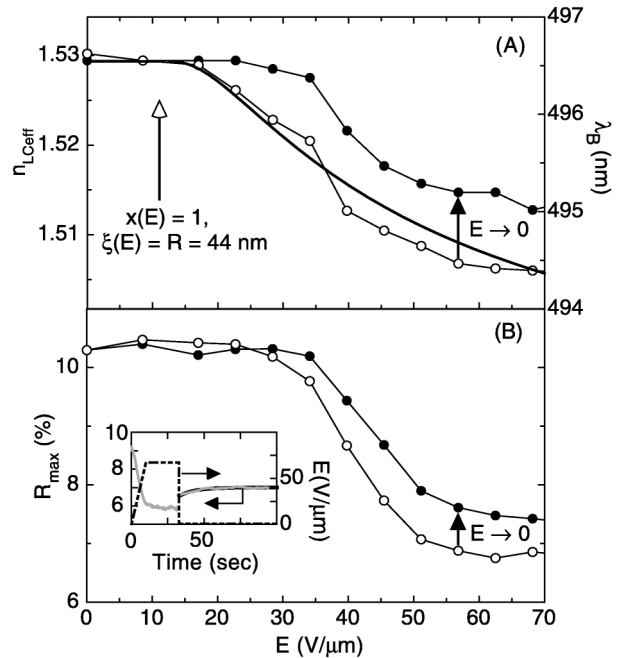 (A)
497
1.53
496
1.52
n_LCeff
λ_B (nm)
x(E) = 1,
ξ(E) = R = 44 nm
495
1.51
E → 0
494
(B)
10
R_max (%)
10
8
6
50
0
E(V/µm)
0
50
Time (sec)
8
E → 0
6
0
10
20
30
40
50
60
70
E (V/µm)